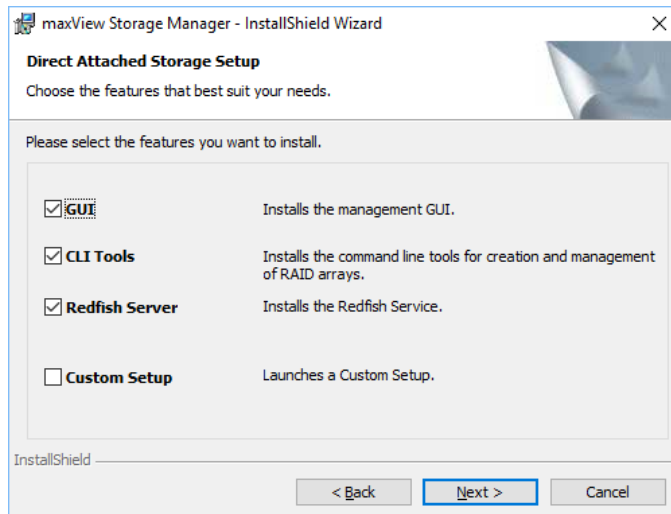 maxView Storage Manager - InstallShield Wizard
Direct Attached Storage Setup
Choose the features that best suit your needs.
Please select the features you want to install.
GUI Installs the management GUI.
CLI Tools Installs the command line tools for creation and management
of RAID arrays.
Redfish Server Installs the Redfish Service.
Custom Setup Launches a Custom Setup.
InstallShield
< Back Next > Cancel